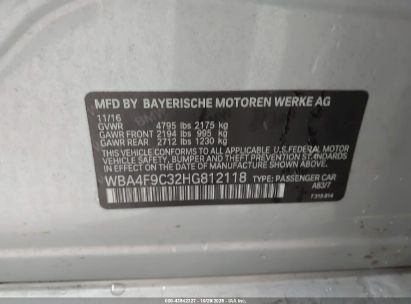 MFD BY BAYERISCHE MOTOREN WERKE AG
11/16
GVWR 4795 lbs 2175 kg
GAWR FRONT 2194 lbs 995 kg
GAWR REAR 2712 lbs 1230 kg
THIS VEHICLE CONFORMS TO ALL APPLICABLE U.S.FEDERAL MOTOR
VEHICLE SAFETY, BUMPER, AND THEFT PREVENTION STANDARDS
IN EFFECT ON THE DATE OF MANUFACTURE SHOWN ABOVE.
WBA4F9C32HG812118 TYPE: PASSENGER CAR
A83/7